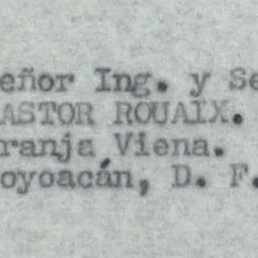 eñor Ing. y Se
ASTOR ROUAIX.
ranja Viena.
oyoacán, D. F.